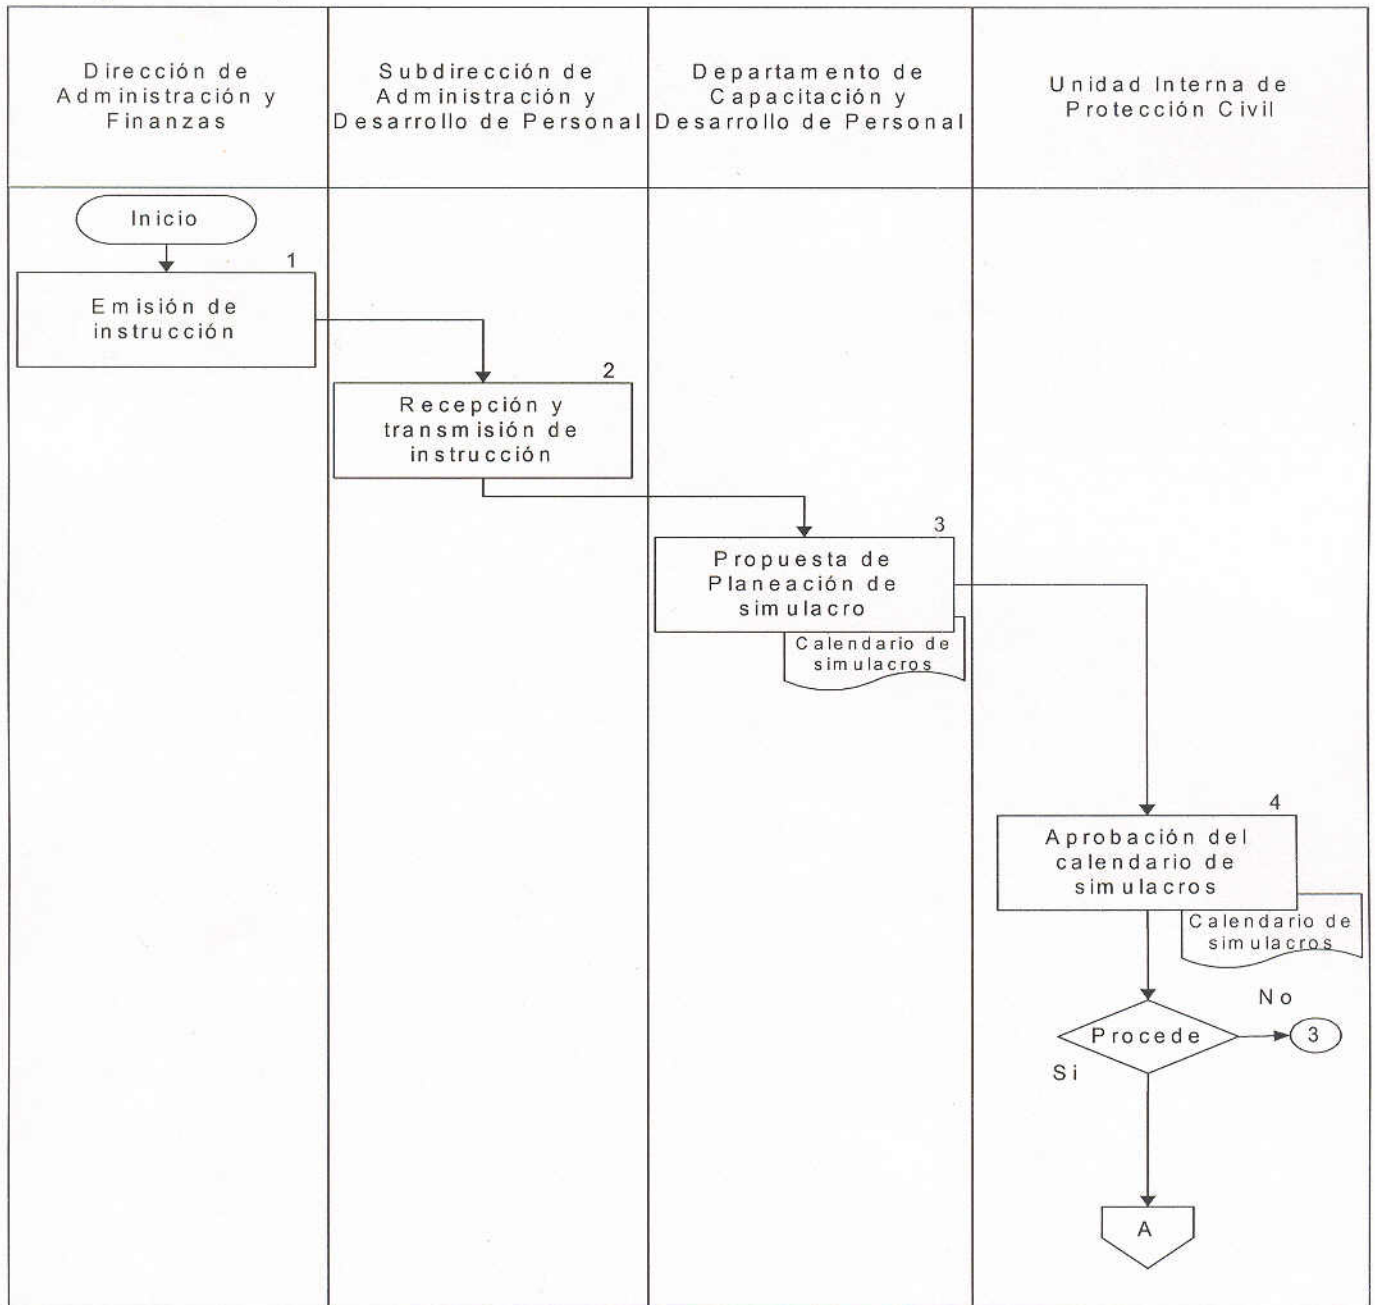 Dirección de
Administración y
Finanzas
Subdirección de
Administración y
Desarrollo de Personal
Departamento de
Capacitación y
Desarrollo de Personal
Unidad Interna de
Protección Civil
Inicio
1
Emisión de
instrucción
2
Recepción y
transmisión de
instrucción
3
Propuesta de
Planeación de
simulacro
Calendario de
simulacros
4
Aprobación del
calendario de
simulacros
Calendario de
simulacros
No
Procede
3
Si
A